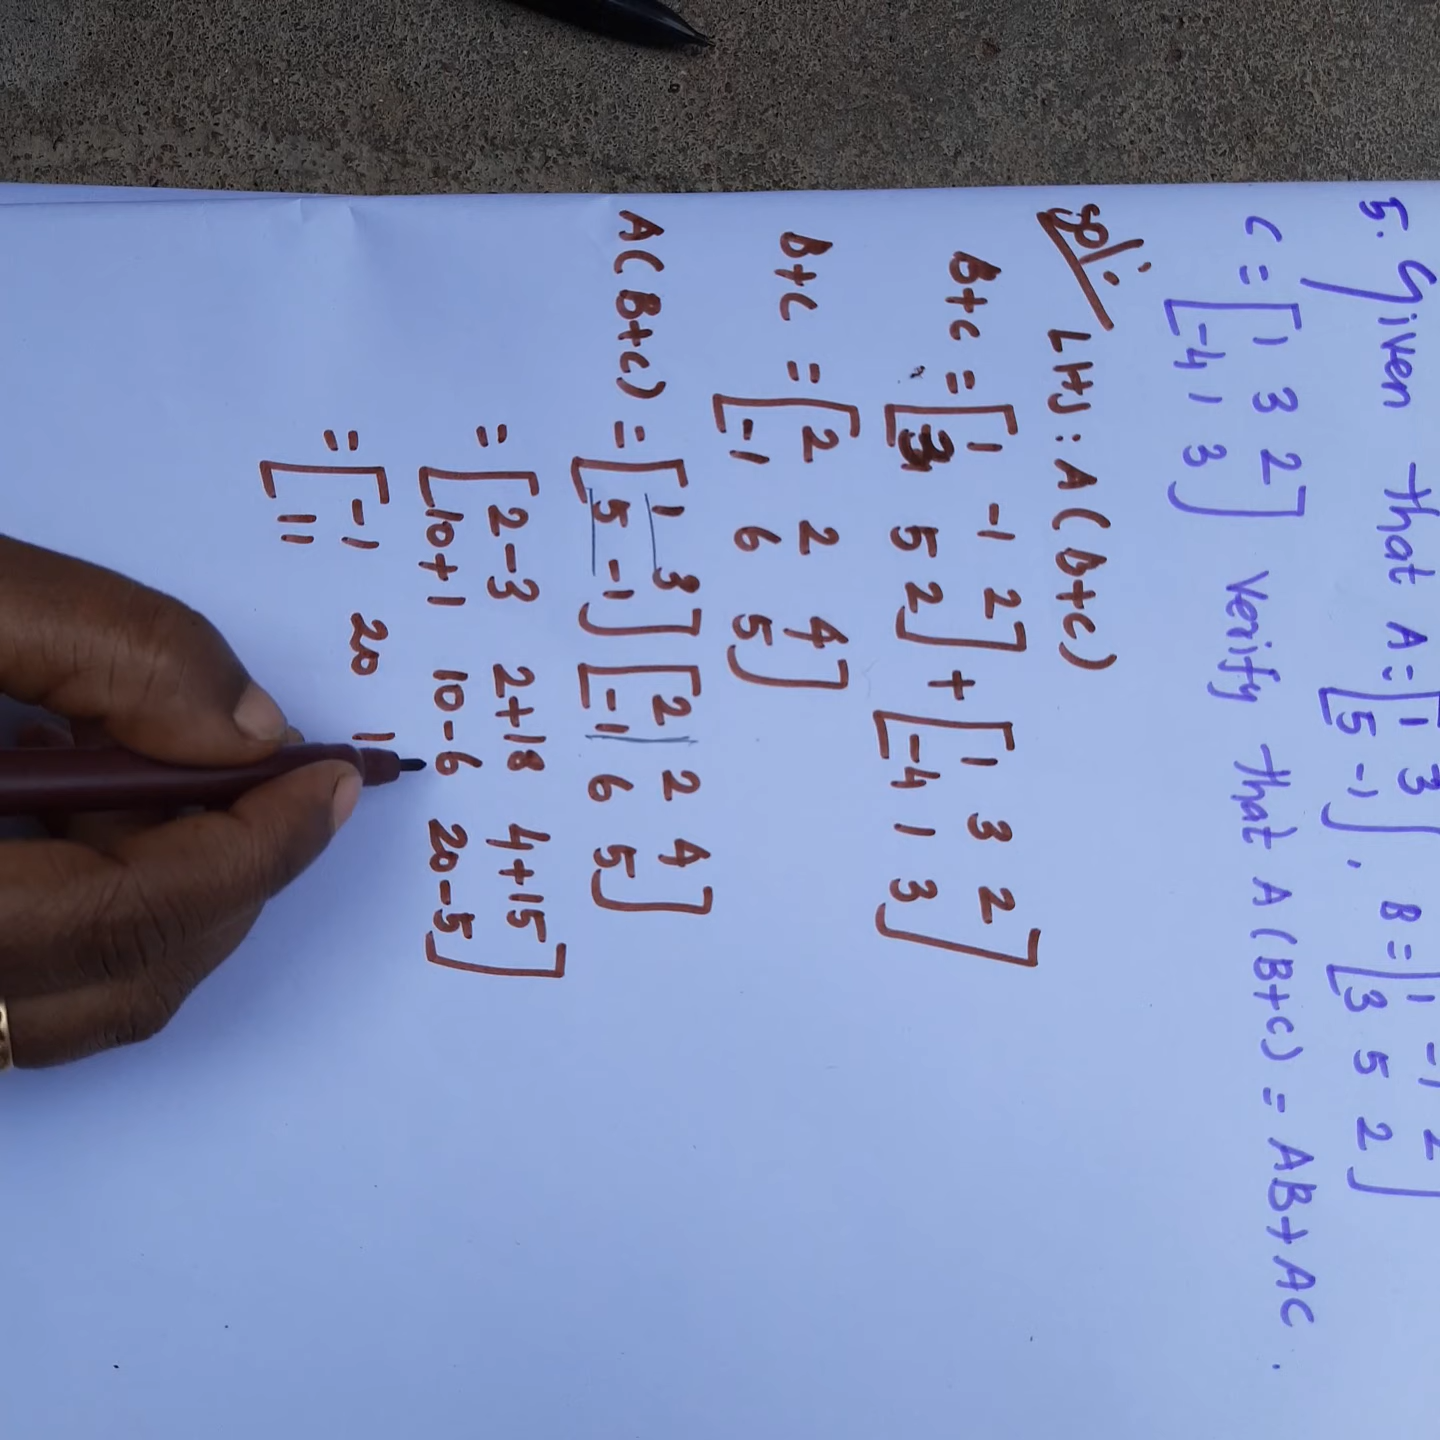 5. Given that A = [1 3 5 -1], B = [1 -1 2 3 5 2]
C = [1 3 2 -4 1 3] Verify that A(B+C) = AB+AC.
Sol: LHS: A(B+C)
B+C = [1 -1 2 3 5 2] + [1 3 2 -4 1 3]
B+C = [2 2 4 -1 6 5]
A(B+C) = [1 3 5 -1] [2 2 4 -1 6 5]
= [2-3 2+18 4+15 10+1 10-6 20-5]
= [-1 20 1 11